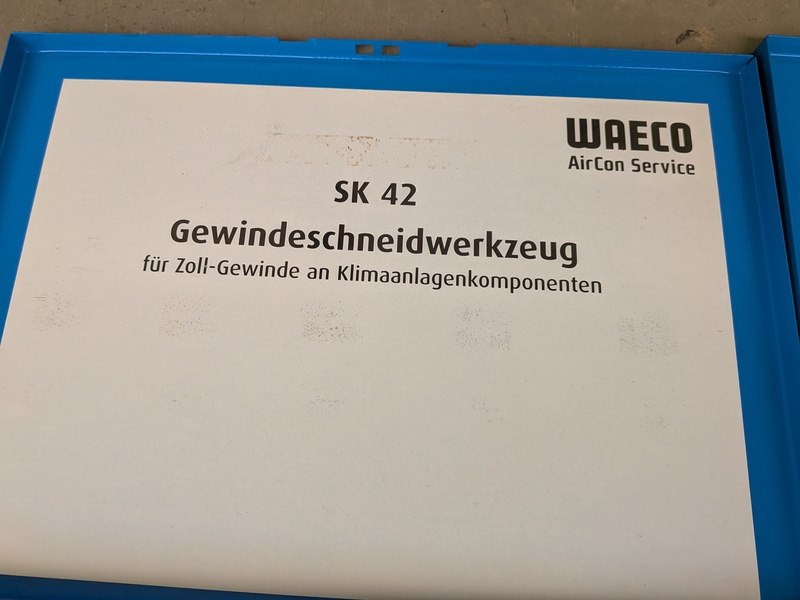 WAECO
AirCon Service
SK 42
Gewindeschneidwerkzeug
für Zoll-Gewinde an Klimaanlagenkomponenten